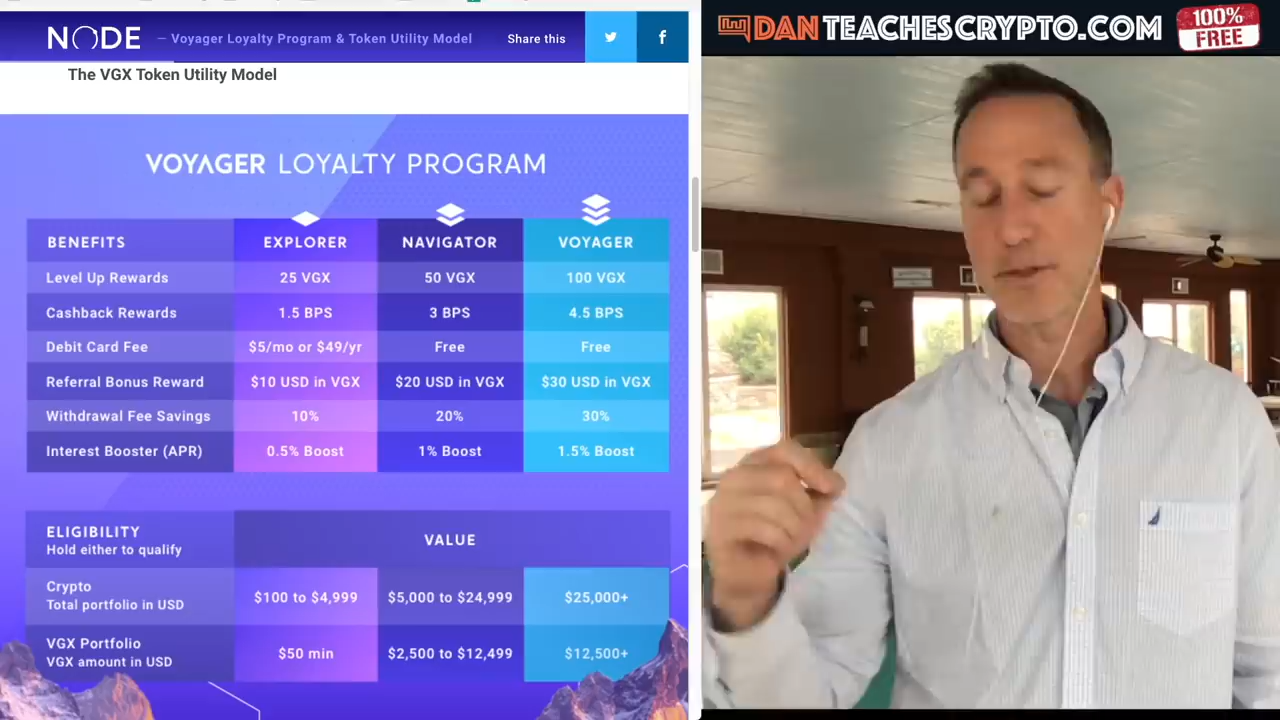 NODE
— Voyager Loyalty Program & Token Utility Model
Share this
The VGX Token Utility Model
VOYAGER LOYALTY PROGRAM
BENEFITS EXPLORER NAVIGATOR VOYAGER
Level Up Rewards 25 VGX 50 VGX 100 VGX
Cashback Rewards 1.5 BPS 3 BPS 4.5 BPS
Debit Card Fee $5/mo or $49/yr Free Free
Referral Bonus Reward $10 USD in VGX $20 USD in VGX $30 USD in VGX
Withdrawal Fee Savings 10% 20% 30%
Interest Booster (APR) 0.5% Boost 1% Boost 1.5% Boost
ELIGIBILITY
Hold either to qualify
VALUE
Crypto
Total portfolio in USD
$100 to $4,999 $5,000 to $24,999 $25,000+
VGX Portfolio
VGX amount in USD
$50 min $2,500 to $12,499 $12,500+
DANTEACHESCRYPTO.COM
100%
FREE